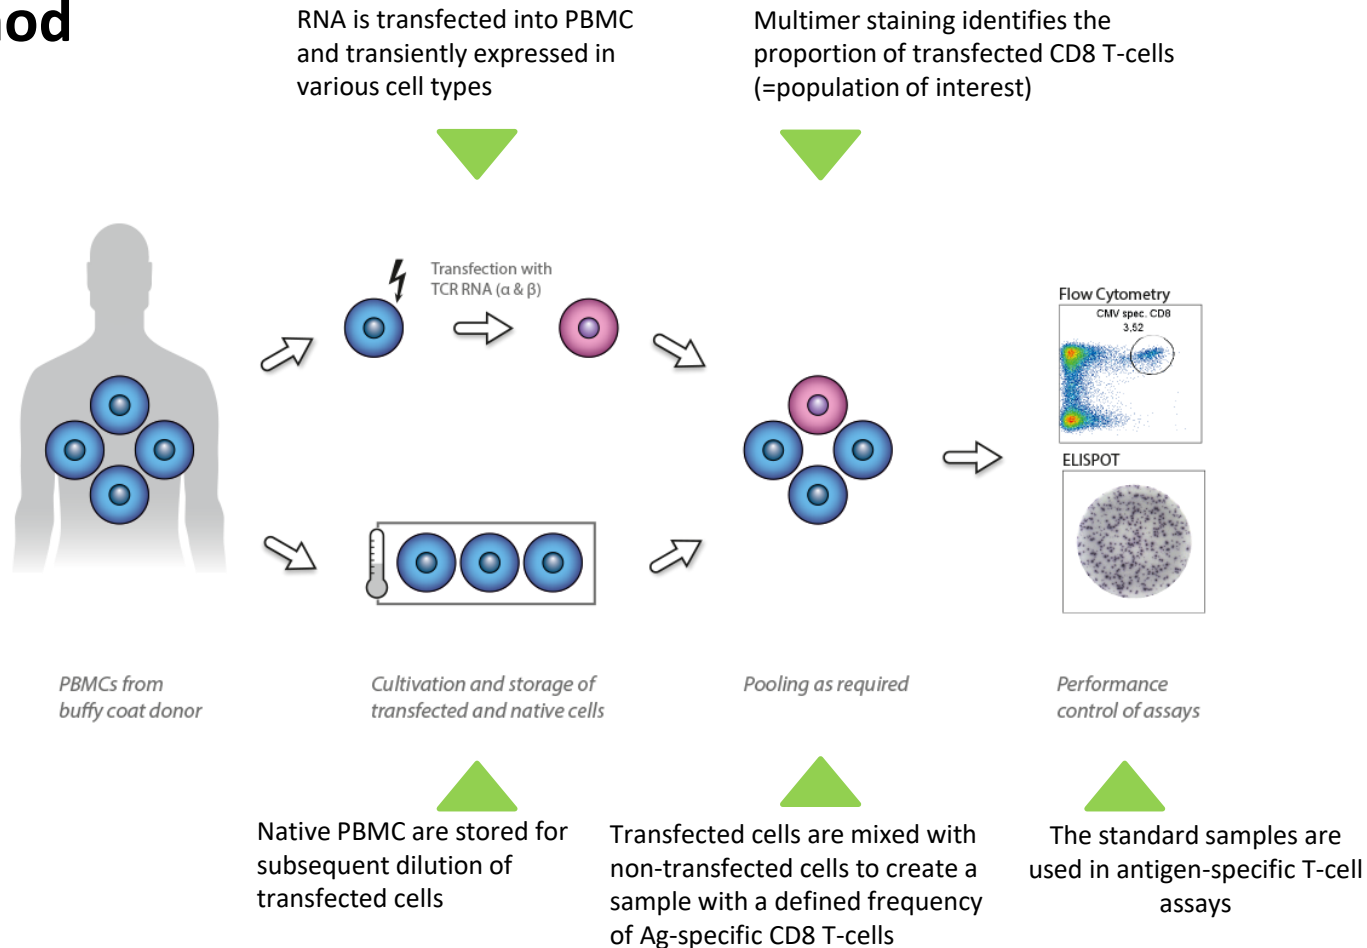 RNA is transfected into PBMC
and transiently expressed in
various cell types
Multimer staining identifies the
proportion of transfected CD8 T-cells
(=population of interest)
Transfection with
TCR RNA (α & β)
Flow Cytometry
CMV spec. CD8
3,52
ELISPOT
PBMCs from
buffy coat donor
Cultivation and storage of
transfected and native cells
Pooling as required
Performance
control of assays
Native PBMC are stored for
subsequent dilution of
transfected cells
Transfected cells are mixed with
non-transfected cells to create a
sample with a defined frequency
of Ag-specific CD8 T-cells
The standard samples are
used in antigen-specific T-cell
assays